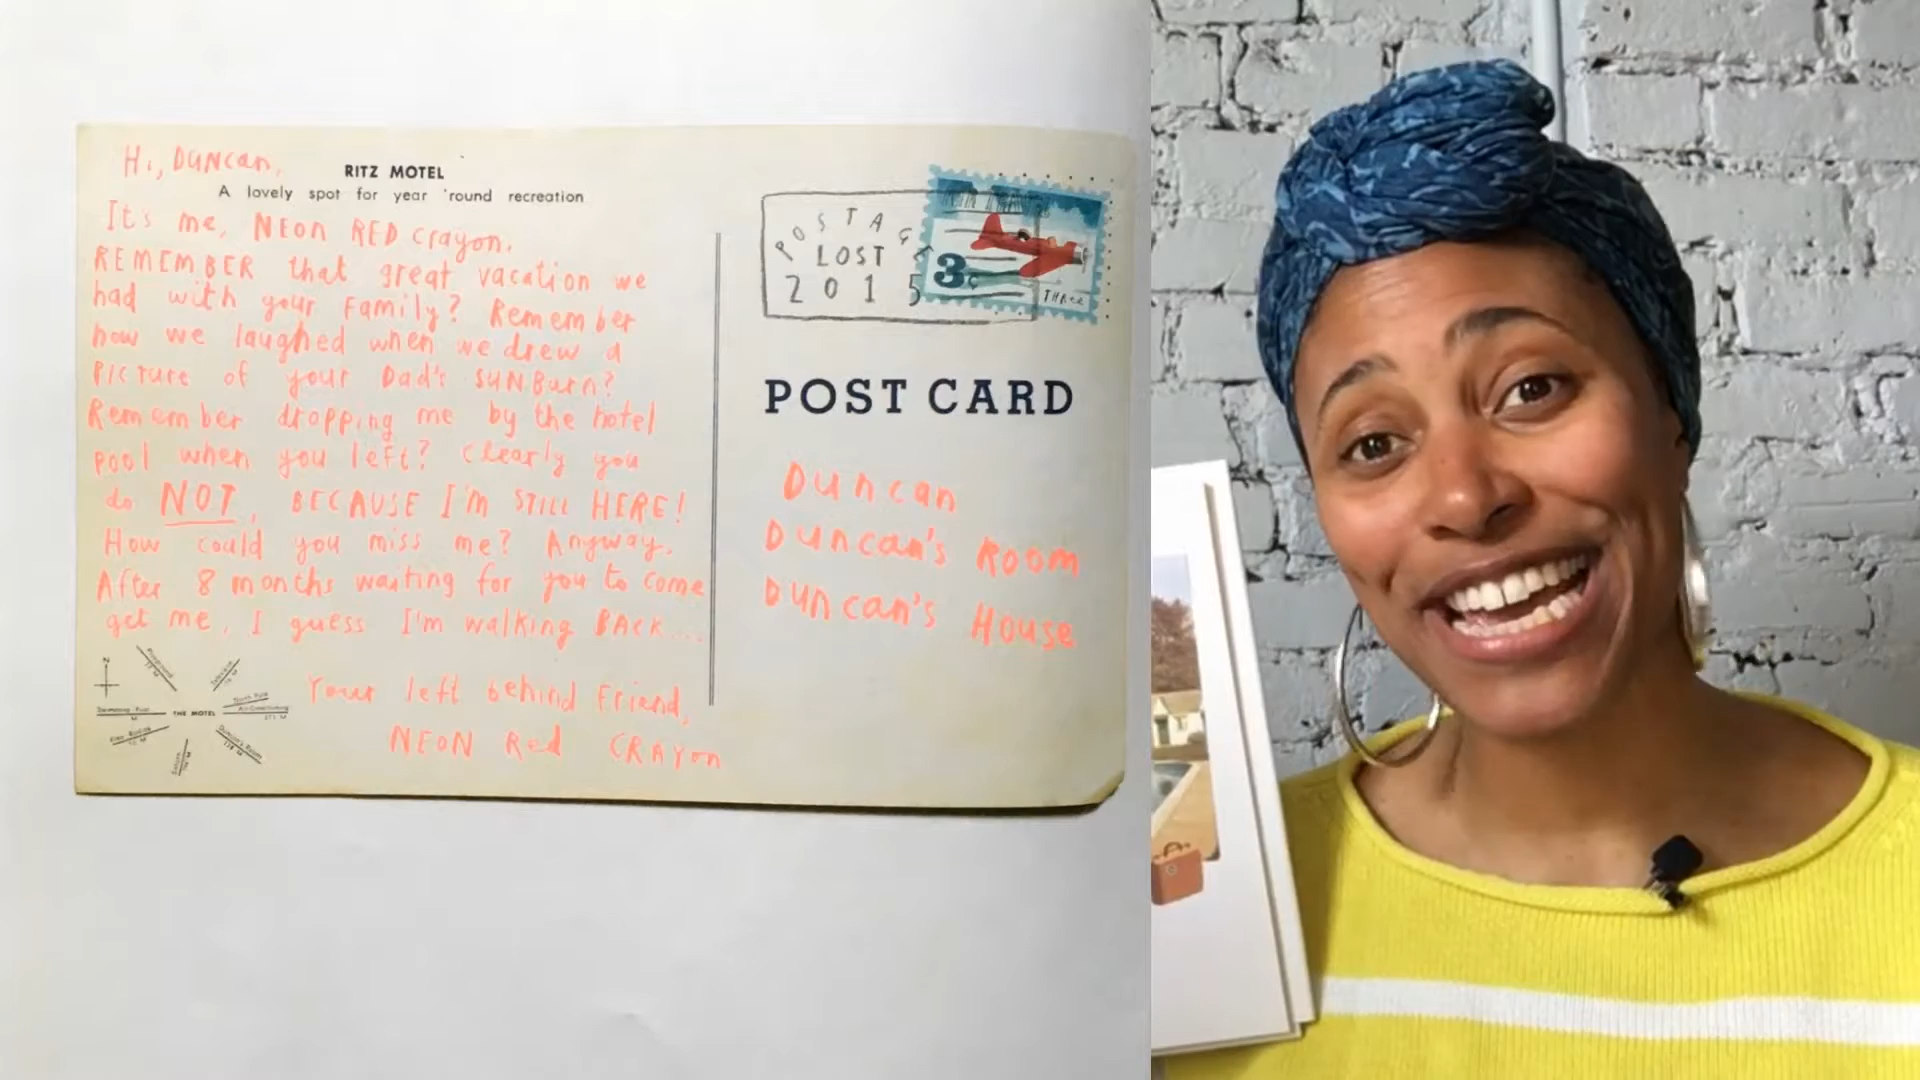 Hi, Duncan,
RITZ MOTEL
A lovely spot for year 'round recreation
It's me, NEON RED Crayon.
REMEMBER that great vacation we
had with your Family? Remember
how we laughed when we drew a
Picture of your Dad's SUNBurn?
Remember dropping me by the hotel
pool when you left? Clearly you
do NOT, BECAUSE I'M STILL HERE!
How could you miss me? Anyway.
After 8 months waiting for you to come
get me, I guess I'm walking BACK....
Your left behind Friend,
NEON Red CRAYon
N
THE MOTEL
POSTAGE
LOST
2015
3¢
THREE
POST CARD
Duncan
Duncan's Room
Duncan's House